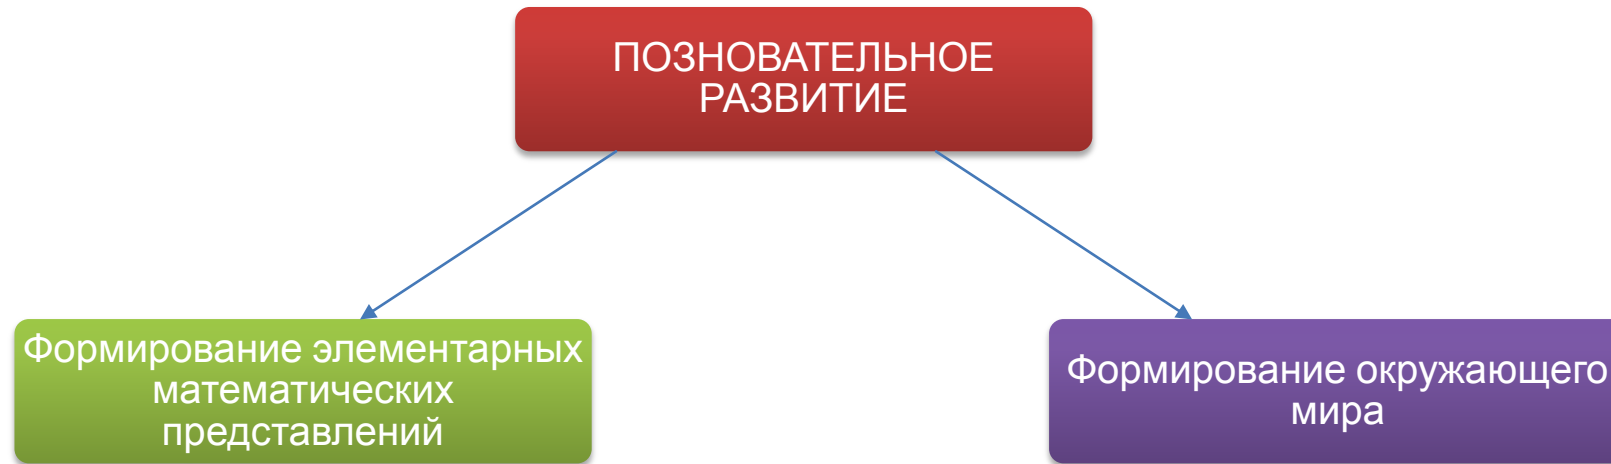 ПОЗНОВАТЕЛЬНОЕ
РАЗВИТИЕ
Формирование элементарных
математических
представлений
Формирование окружающего
мира